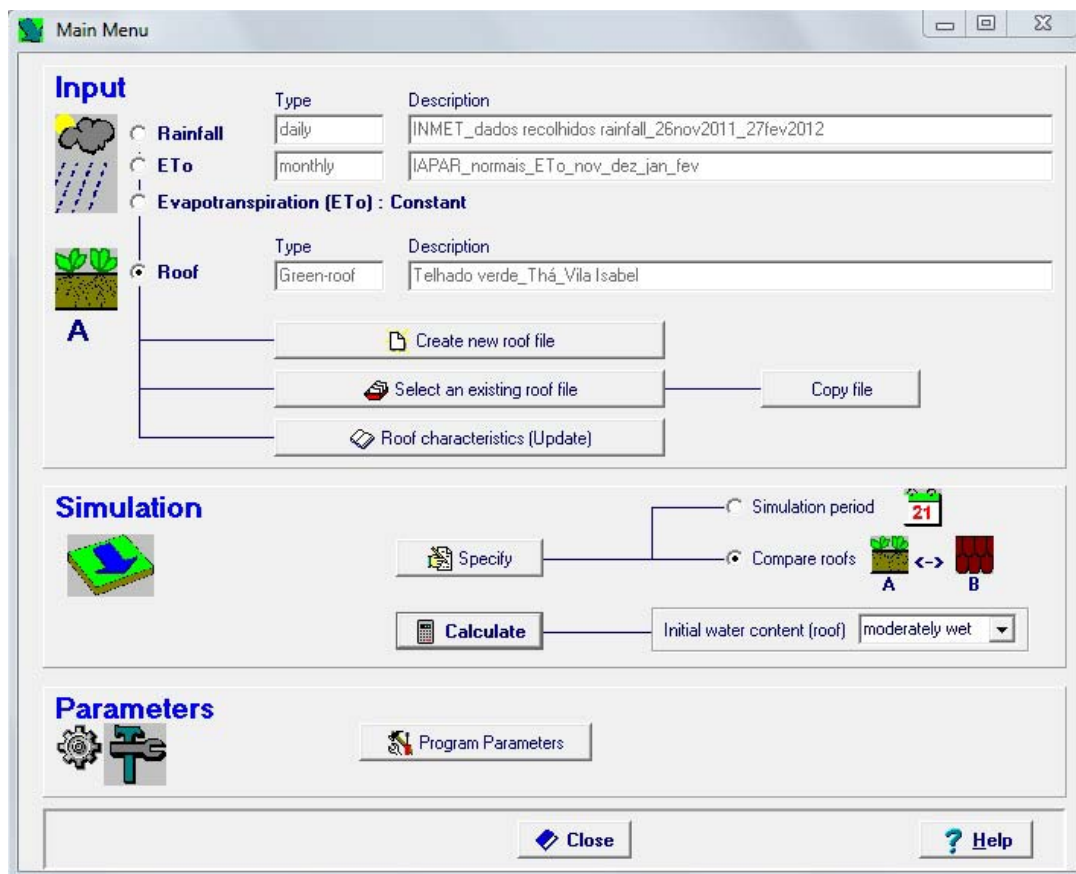 Main Menu
Input
Type Description
Rainfall daily INMET_dados recolhidos rainfall_26nov2011_27fev2012
ETo monthly IAPAR_normais_ETo_nov_dez_jan_fev
Evapotranspiration (ETo) : Constant
Type Description
Roof Green-roof Telhado verde_Thá_Vila Isabel
A
Create new roof file
Select an existing roof file Copy file
Roof characteristics (Update)
Simulation
Simulation period 21
Specify Compare roofs <-> 
A B
Calculate Initial water content (roof) moderately wet
Parameters
Program Parameters
Close ? Help